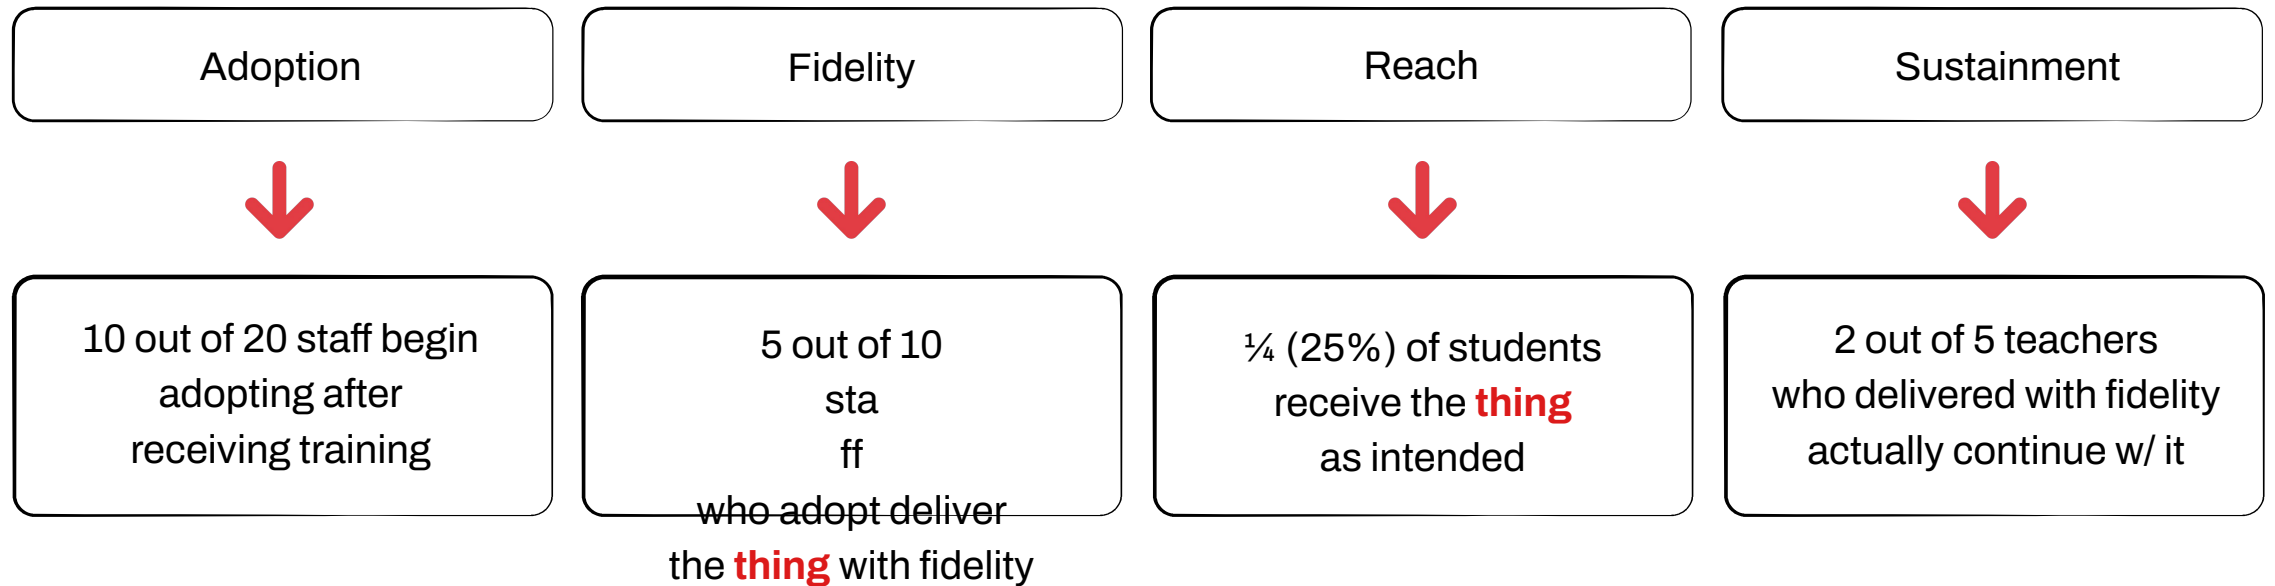 Adoption
Fidelity
Reach
Sustainment
10 out of 20 staff begin
adopting after
receiving training
5 out of 10
sta
ff
who adopt deliver
the thing with fidelity
¼ (25%) of students
receive the thing
as intended
2 out of 5 teachers
who delivered with fidelity
actually continue w/ it